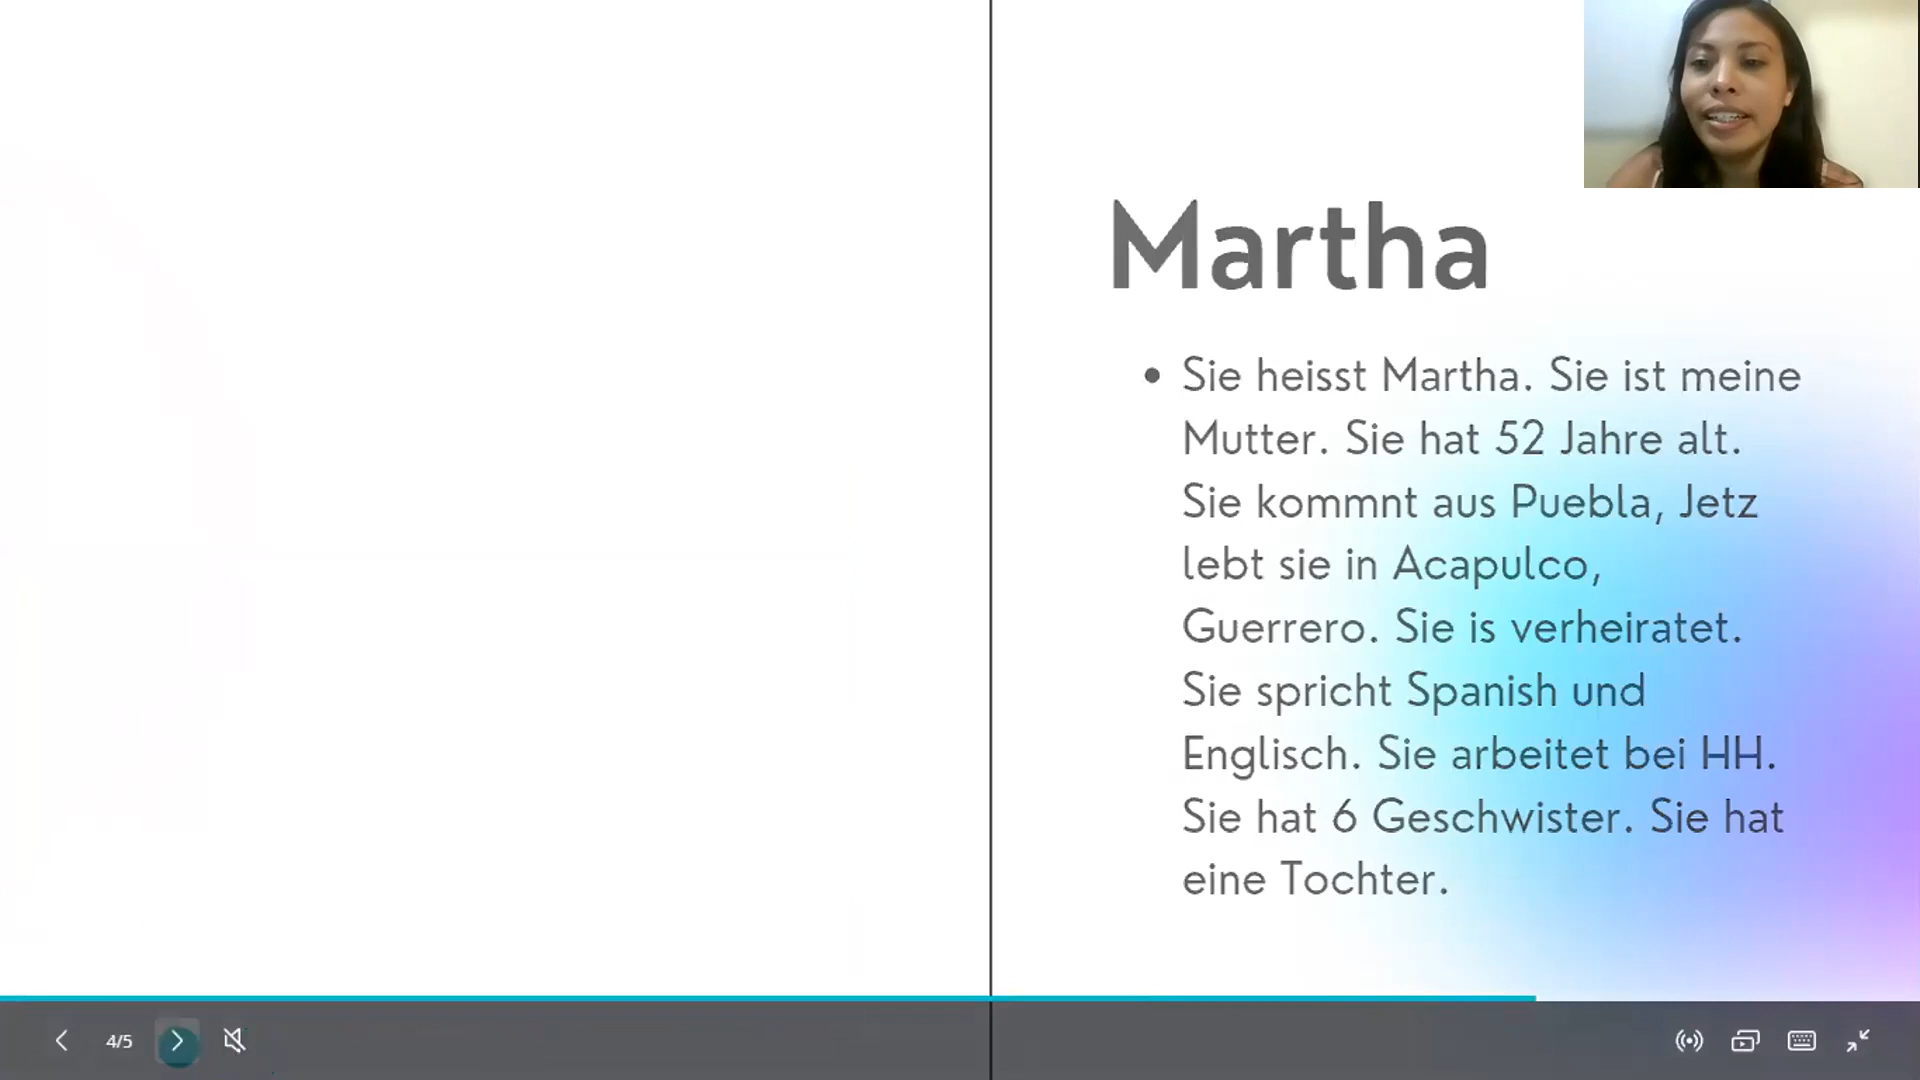 Martha
• Sie heisst Martha. Sie ist meine
Mutter. Sie hat 52 Jahre alt.
Sie kommnt aus Puebla, Jetz
lebt sie in Acapulco,
Guerrero. Sie is verheiratet.
Sie spricht Spanish und
Englisch. Sie arbeitet bei HH.
Sie hat 6 Geschwister. Sie hat
eine Tochter.
4/5